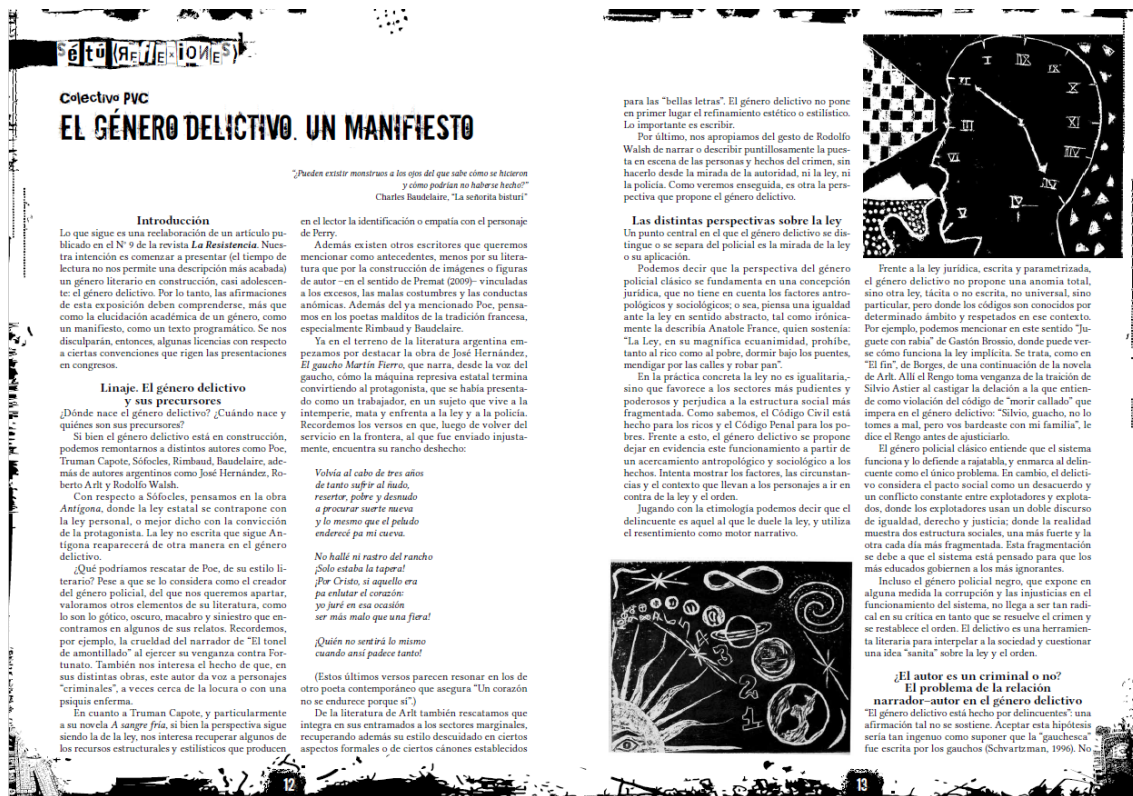 Sé tú (REflExiONES)
Colectivo PVC
EL GÉNERO DELICTIVO. UN MANIFIESTO
“¿Pueden existir monstruos a los ojos del que sabe cómo se hicieron
y cómo podrían no haberse hecho?”
Charles Baudelaire, “La señorita bisturí”
Introducción
Lo que sigue es una reelaboración de un artículo pu-
blicado en el N° 9 de la revista La Resistencia. Nues-
tra intención es comenzar a presentar (el tiempo de
lectura no nos permite una descripción más acabada)
un género literario en construcción, casi adolescen-
te: el género delictivo. Por lo tanto, las afirmaciones
de esta exposición deben comprenderse, más que
como la elucidación académica de un género, como
un manifiesto, como un texto programático. Se nos
disculparán, entonces, algunas licencias con respecto
a ciertas convenciones que rigen las presentaciones
en congresos.
Linaje. El género delictivo
y sus precursores
¿Dónde nace el género delictivo? ¿Cuándo nace y
quiénes son sus precursores?
Si bien el género delictivo está en construcción,
podemos remontarnos a distintos autores como Poe,
Truman Capote, Sófocles, Rimbaud, Baudelaire, ade-
más de autores argentinos como José Hernández, Ro-
berto Arlt y Rodolfo Walsh.
Con respecto a Sófocles, pensamos en la obra
Antígona, donde la ley estatal se contrapone con
la ley personal, o mejor dicho con la convicción
de la protagonista. La ley no escrita que sigue An-
tígona reaparecerá de otra manera en el género
delictivo.
¿Qué podríamos rescatar de Poe, de su estilo li-
terario? Pese a que se lo considera como el creador
del género policial, del que nos queremos apartar,
valoramos otros elementos de su literatura, como
lo son lo gótico, oscuro, macabro y siniestro que en-
contramos en algunos de sus relatos. Recordemos,
por ejemplo, la crueldad del narrador de “El tonel
de amontillado” al ejercer su venganza contra For-
tunato. También nos interesa el hecho de que, en
sus distintas obras, este autor da voz a personajes
“criminales”, a veces cerca de la locura o con una
psiquis enferma.
En cuanto a Truman Capote, y particularmente
a su novela A sangre fría, si bien la perspectiva sigue
siendo la de la ley, nos interesa recuperar algunos de
los recursos estructurales y estilísticos que producen
en el lector la identificación o empatía con el personaje
de Perry.
Además existen otros escritores que queremos
mencionar como antecedentes, menos por su litera-
tura que por la construcción de imágenes o figuras
de autor –en el sentido de Premat (2009)– vinculadas
a los excesos, las malas costumbres y las conductas
anómicas. Además del ya mencionado Poe, pensa-
mos en los poetas malditos de la tradición francesa,
especialmente Rimbaud y Baudelaire.
Ya en el terreno de la literatura argentina em-
pezamos por destacar la obra de José Hernández,
El gaucho Martín Fierro, que narra, desde la voz del
gaucho, cómo la máquina represiva estatal termina
convirtiendo al protagonista, que se había presenta-
do como un trabajador, en un sujeto que vive a la
intemperie, mata y enfrenta a la ley y a la policía.
Recordemos los versos en que, luego de volver del
servicio en la frontera, al que fue enviado injusta-
mente, encuentra su rancho deshecho:
Volvía al cabo de tres años
de tanto sufrir al ñudo,
resertor, pobre y desnudo
a procurar suerte nueva
y lo mesmo que el peludo
enderecé pa mi cueva.
No hallé ni rastro del rancho
¡Solo estaba la tapera!
¡Por Cristo, si aquello era
pa enlutar el corazón:
yo juré en esa ocasión
ser más malo que una fiera!
¡Quién no sentirá lo mismo
cuando ansí padece tanto!
(Estos últimos versos parecen resonar en los de
otro poeta contemporáneo que asegura “Un corazón
no se endurece porque sí”.)
De la literatura de Arlt también rescatamos que
integra en sus entramados a los sectores marginales,
recuperando además su estilo descuidado en ciertos
aspectos formales o de ciertos cánones establecidos
12
para las “bellas letras”. El género delictivo no pone
en primer lugar el refinamiento estético o estilístico.
Lo importante es escribir.
Por último, nos apropiamos del gesto de Rodolfo
Walsh de narrar o describir puntillosamente la pues-
ta en escena de las personas y hechos del crimen, sin
hacerlo desde la mirada de la autoridad, ni la ley, ni
la policía. Como veremos enseguida, es otra la pers-
pectiva que propone el género delictivo.
Las distintas perspectivas sobre la ley
Un punto central en el que el género delictivo se dis-
tingue o se separa del policial es la mirada de la ley
o su aplicación.
Podemos decir que la perspectiva del género
policial clásico se fundamenta en una concepción
jurídica, que no tiene en cuenta los factores antro-
pológicos y sociológicos; o sea, piensa una igualdad
ante la ley en sentido abstracto, tal como irónica-
mente la describía Anatole France, quien sostenía:
“La Ley, en su magnífica ecuanimidad, prohíbe,
tanto al rico como al pobre, dormir bajo los puentes,
mendigar por las calles y robar pan”.
En la práctica concreta la ley no es igualitaria,
sino que favorece a los sectores más pudientes y
poderosos y perjudica a la estructura social más
fragmentada. Como sabemos, el Código Civil está
hecho para los ricos y el Código Penal para los po-
bres. Frente a esto, el género delictivo se propone
dejar en evidencia este funcionamiento a partir de
un acercamiento antropológico y sociológico a los
hechos. Intenta mostrar los factores, las circunstan-
cias y el contexto que llevan a los personajes a ir en
contra de la ley y el orden.
Jugando con la etimología podemos decir que el
delincuente es aquel al que le duele la ley, y utiliza
el resentimiento como motor narrativo.
4
3
2
1
I
IX
XI
III
VI
V
Frente a la ley jurídica, escrita y parametrizada,
el género delictivo no propone una anomia total,
sino otra ley, tácita o no escrita, no universal, sino
particular, pero donde los códigos son conocidos por
determinado ámbito y respetados en ese contexto.
Por ejemplo, podemos mencionar en este sentido “Ju-
guete con rabia” de Gastón Brossio, donde puede ver-
se cómo funciona la ley implícita. Se trata, como en
“El fin”, de Borges, de una continuación de la novela
de Arlt. Allí el Rengo toma venganza de la traición de
Silvio Astier al castigar la delación a la que entien-
de como violación del código de “morir callado” que
impera en el género delictivo: “Silvio, guacho, no lo
tomes a mal, pero vos bardeaste con mi familia”, le
dice el Rengo antes de ajusticiarlo.
El género policial clásico entiende que el sistema
funciona y lo defiende a rajatabla, y enmarca al delin-
cuente como el único problema. En cambio, el delicti-
vo considera el pacto social como un desacuerdo y
un conflicto constante entre explotadores y explota-
dos, donde los explotadores usan un doble discurso
de igualdad, derecho y justicia; donde la realidad
muestra dos estructuras sociales, una más fuerte y la
otra cada día más fragmentada. Esta fragmentación
se debe a que el sistema está pensado para que los
más educados gobiernen a los más ignorantes.
Incluso el género policial negro, que expone en
alguna medida la corrupción y las injusticias en el
funcionamiento del sistema, no llega a ser tan radi-
cal en su crítica en tanto que se resuelve el crimen y
se restablece el orden. El delictivo es una herramien-
ta literaria para interpelar a la sociedad y cuestionar
una idea “sanita” sobre la ley y el orden.
¿El autor es un criminal o no?
El problema de la relación
narrador–autor en el género delictivo
“El género delictivo está hecho por delincuentes”: una
afirmación tal no se sostiene. Aceptar esta hipótesis
sería tan ingenuo como suponer que la “gauchesca”
fue escrita por los gauchos (Schvartzman, 1996). No
13